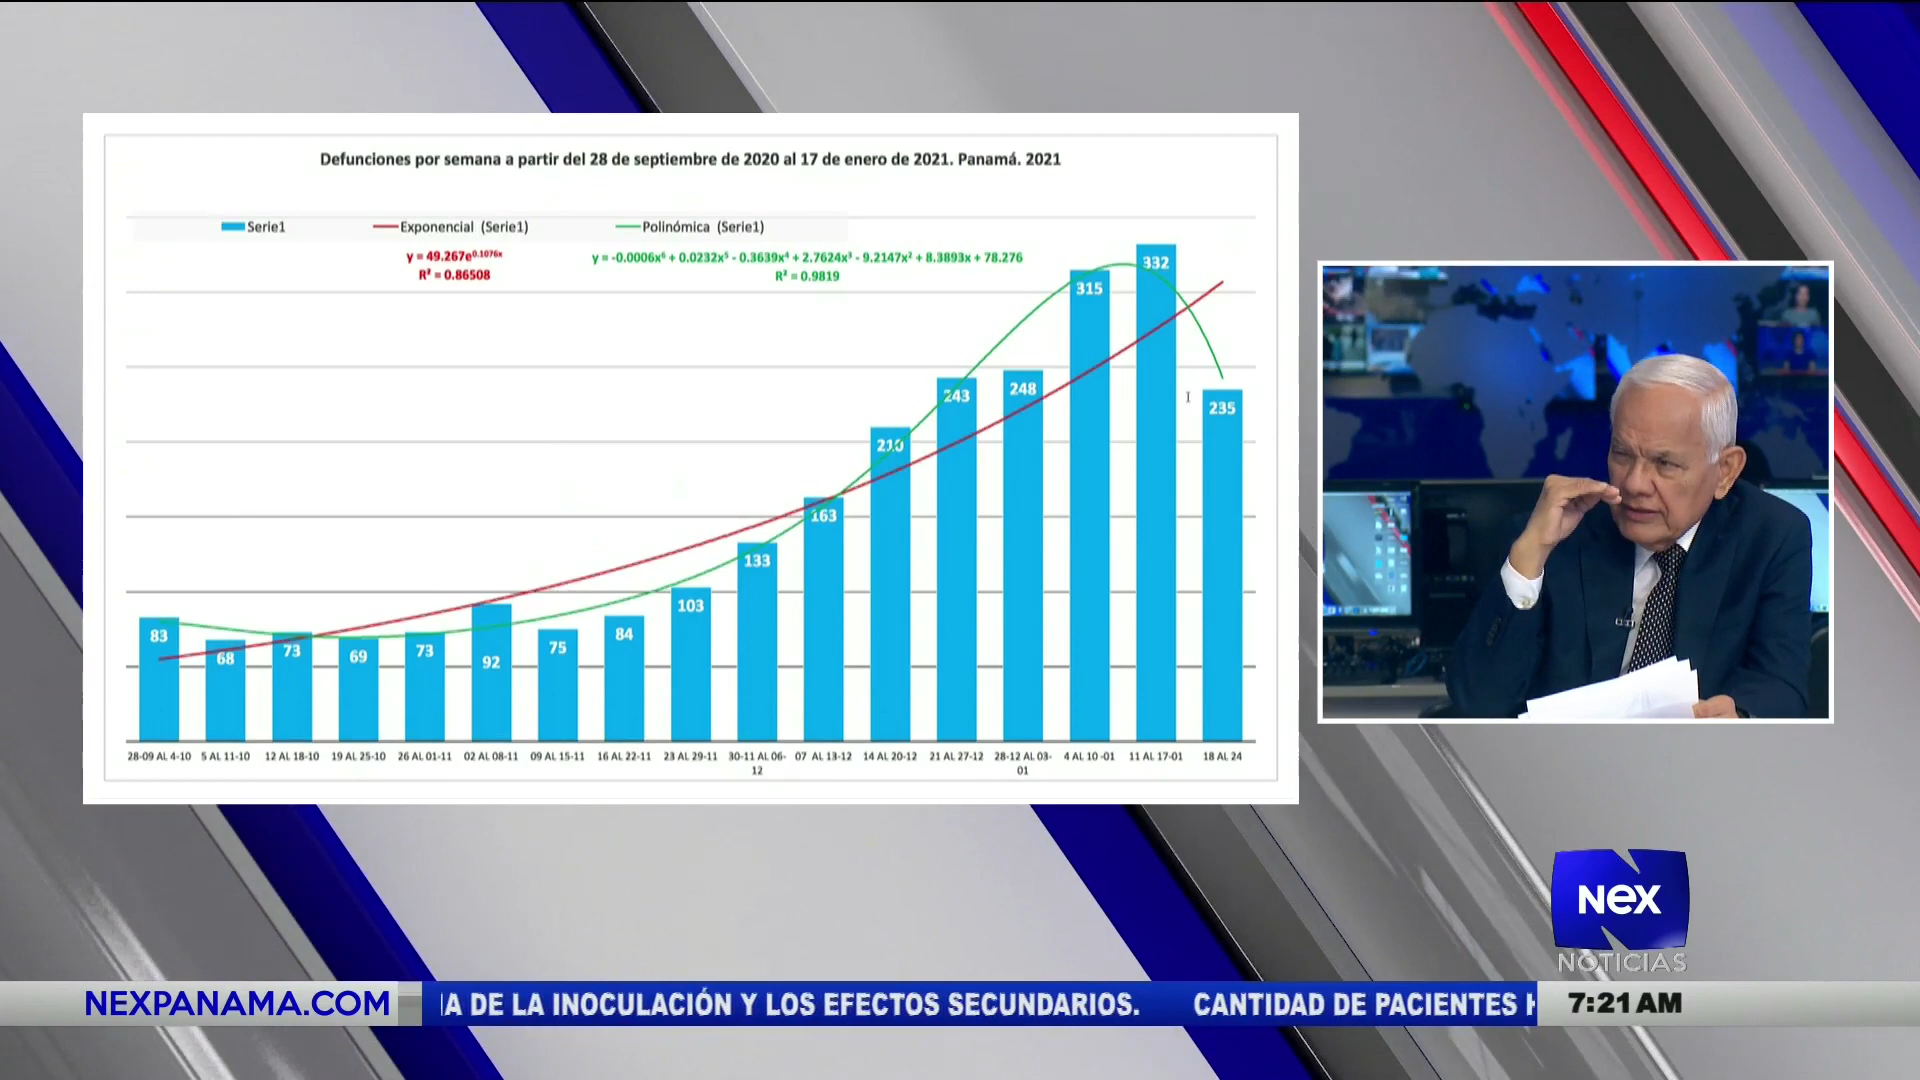 Defunciones por semana a partir del 28 de septiembre de 2020 al 17 de enero de 2021. Panamá. 2021
Serie1
Exponencial (Serie1)
Polinómica (Serie1)
y = 49.267e⁰·¹⁰⁷⁶ˣ
R² = 0.86508
y = -0.0006x⁶ + 0.0232x⁵ - 0.3639x⁴ + 2.7624x³ - 9.2147x² + 8.3893x + 78.276
R² = 0.9819
83
68
73
69
73
92
75
84
103
133
163
210
243
248
315
332
235
28-09 AL 4-10
5 AL 11-10
12 AL 18-10
19 AL 25-10
26 AL 01-11
02 AL 08-11
09 AL 15-11
16 AL 22-11
23 AL 29-11
30-11 AL 06-
12
07 AL 13-12
14 AL 20-12
21 AL 27-12
28-12 AL 03-
01
4 AL 10 -01
11 AL 17-01
18 AL 24
NEX
NOTICIAS
NEXPANAMA.COM
IA DE LA INOCULACIÓN Y LOS EFECTOS SECUNDARIOS. CANTIDAD DE PACIENTES
7:21 AM